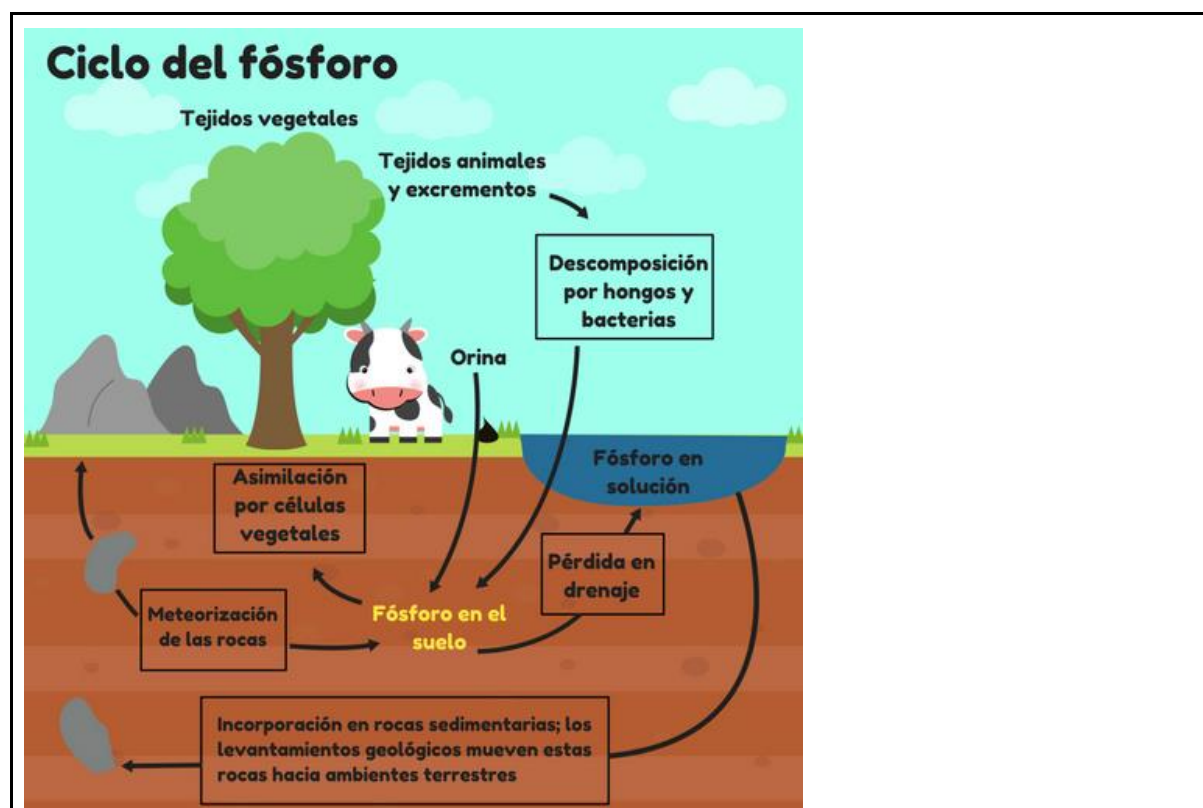 Ciclo del fósforo
Tejidos vegetales
Tejidos animales
y excrementos
Descomposición
por hongos y
bacterias
Orina
Fósforo en
solución
Asimilación
por células
vegetales
Pérdida en
drenaje
Meteorización
de las rocas
Fósforo en el
suelo
Incorporación en rocas sedimentarias; los
levantamientos geológicos mueven estas
rocas hacia ambientes terrestres